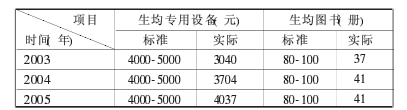 项目 生均专用设备( 元) 生均图书( 册)
时间( 年) 标准 实际 标准 实际
2003 4000-5000 3040 80-100 37
2004 4000-5000 3704 80-100 41
2005 4000-5000 4037 80-100 41